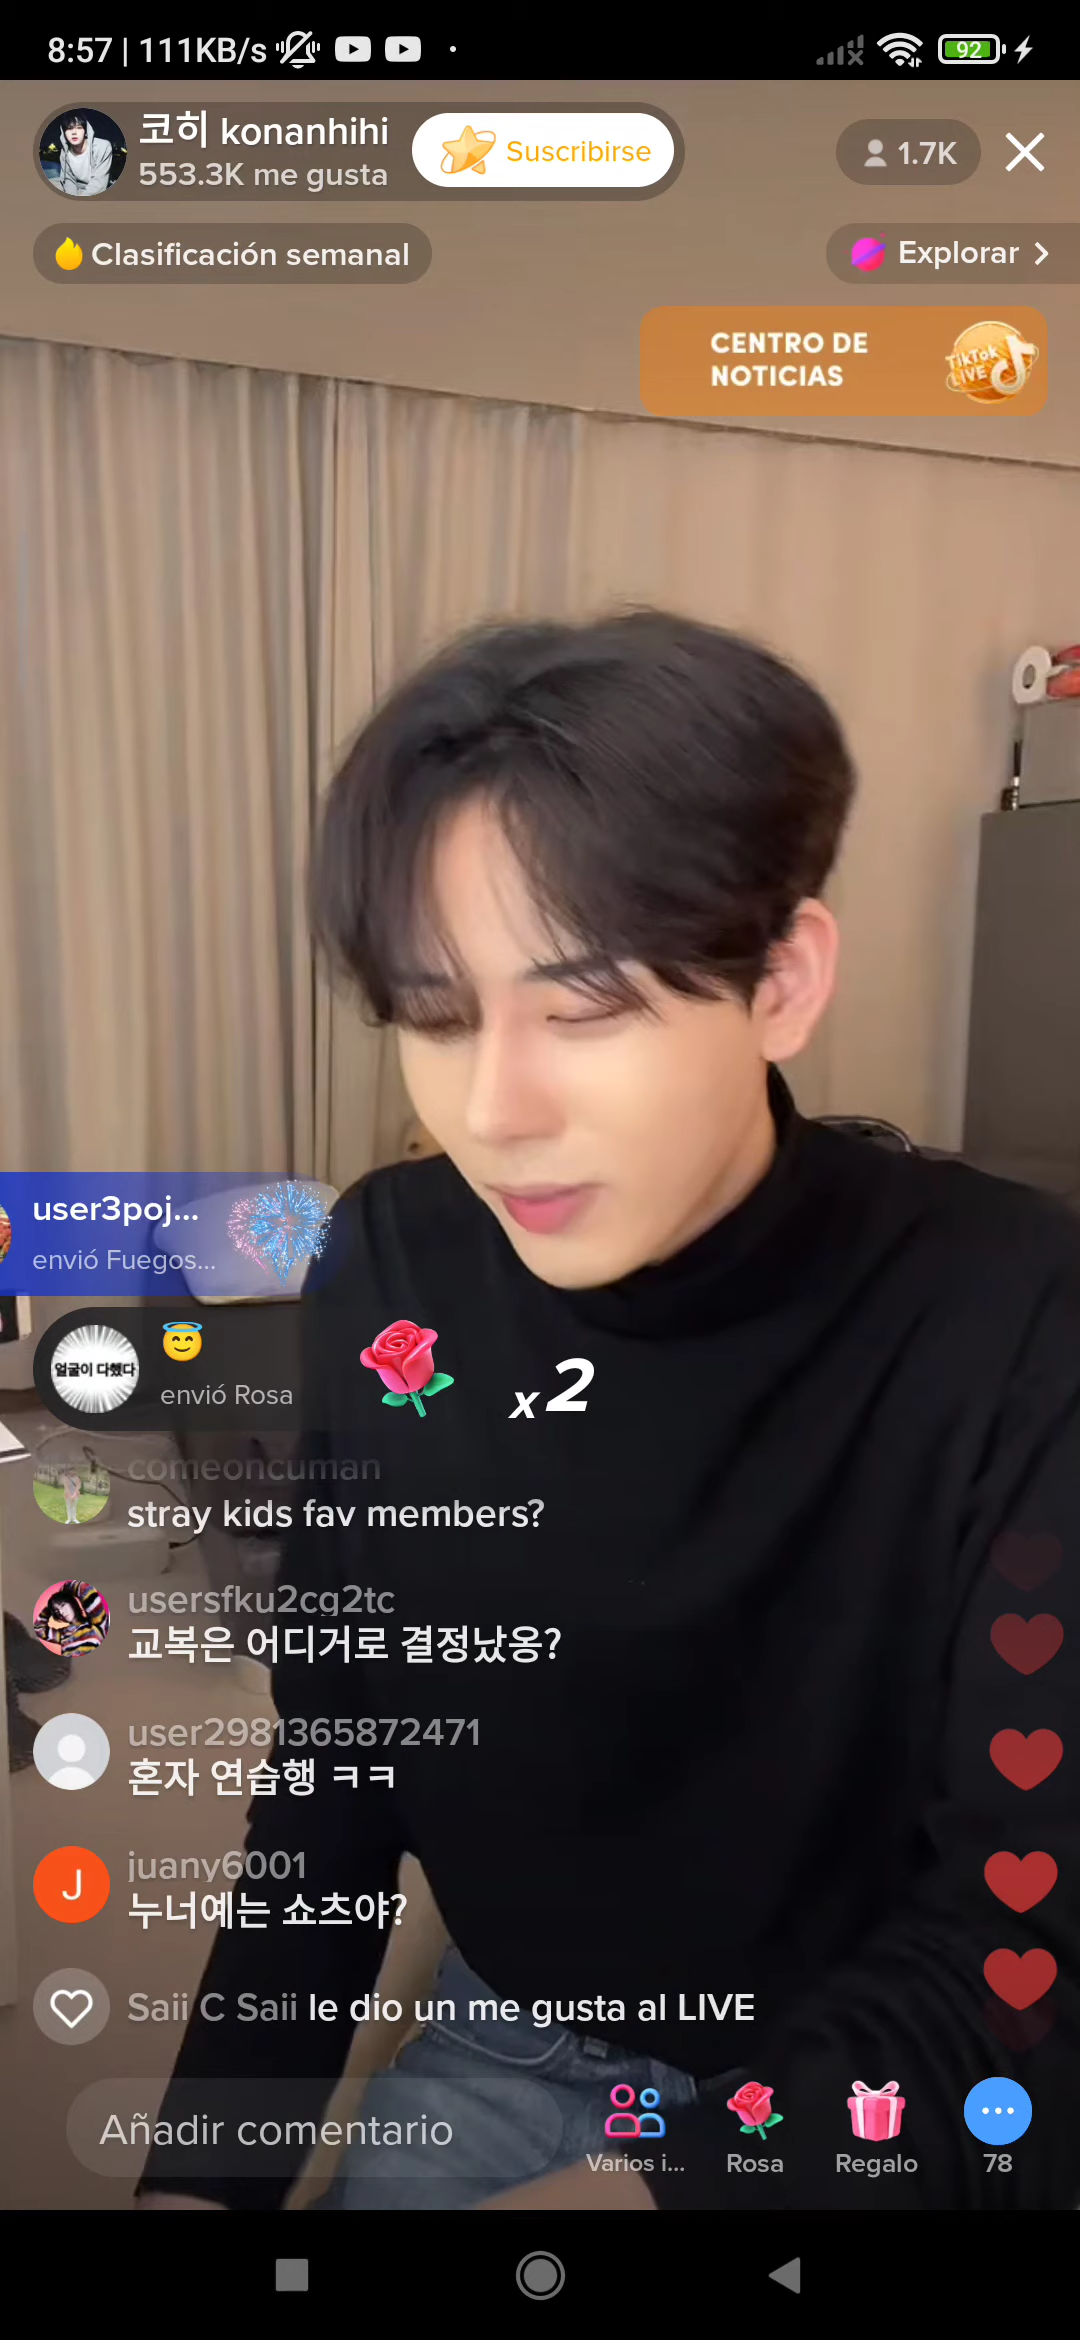 8:57 | 111KB/s
92
코히 konanhihi
553.3K me gusta
Suscribirse
1.7K
Clasificación semanal
Explorar
CENTRO DE
NOTICIAS
TikTok
LIVE
user3poj...
envió Fuegos...
얼굴이 다했다
envió Rosa
x2
comeoncuman
stray kids fav members?
usersfku2cg2tc
교복은 어디거로 결정났옹?
user2981365872471
혼자 연습행 ㅋㅋ
J
juany6001
누너예는 쇼츠야?
Saii C Saii le dio un me gusta al LIVE
Añadir comentario
Varios i...
Rosa
Regalo
78